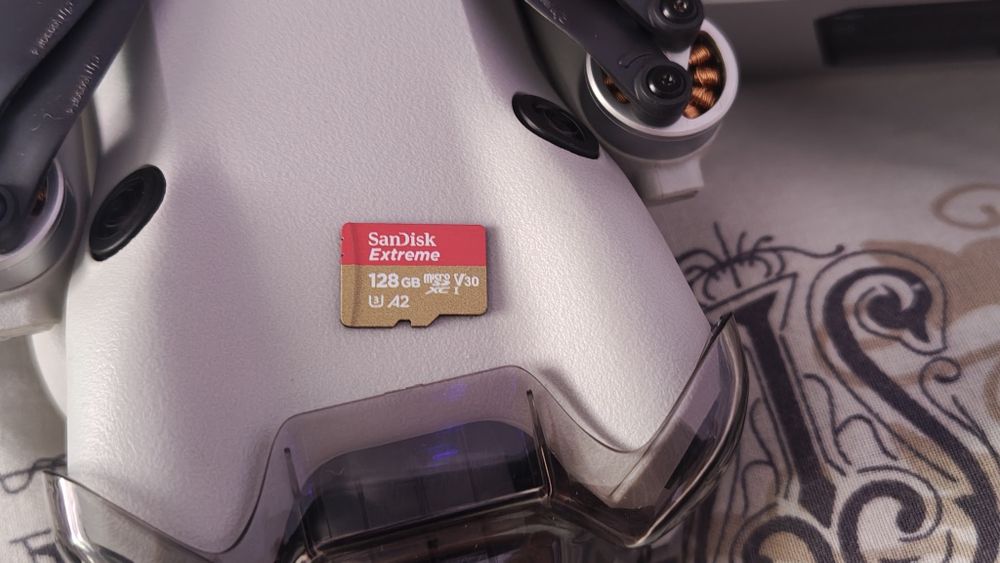 SanDisk
Extreme
128 GB micro SD XC I V30
U3 A2